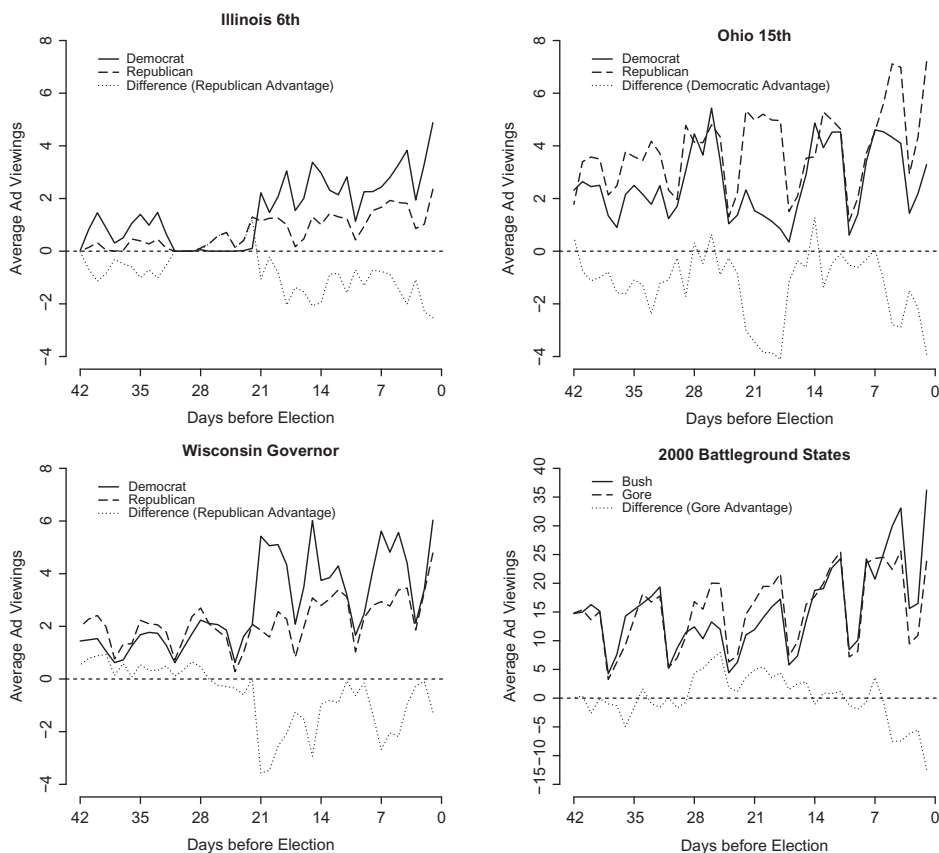 Illinois 6th
Democrat
Republican
Difference (Republican Advantage)
Average Ad Viewings
8
6
4
2
0
−2
−4
42 35 28 21 14 7 0
Days before Election
Ohio 15th
Democrat
Republican
Difference (Democratic Advantage)
Average Ad Viewings
8
6
4
2
0
−2
−4
42 35 28 21 14 7 0
Days before Election
Wisconsin Governor
Democrat
Republican
Difference (Republican Advantage)
Average Ad Viewings
8
6
4
2
0
−2
−4
42 35 28 21 14 7 0
Days before Election
2000 Battleground States
Bush
Gore
Difference (Gore Advantage)
Average Ad Viewings
40
35
30
25
20
15
10
5
0
−5
−10
−15
42 35 28 21 14 7 0
Days before Election